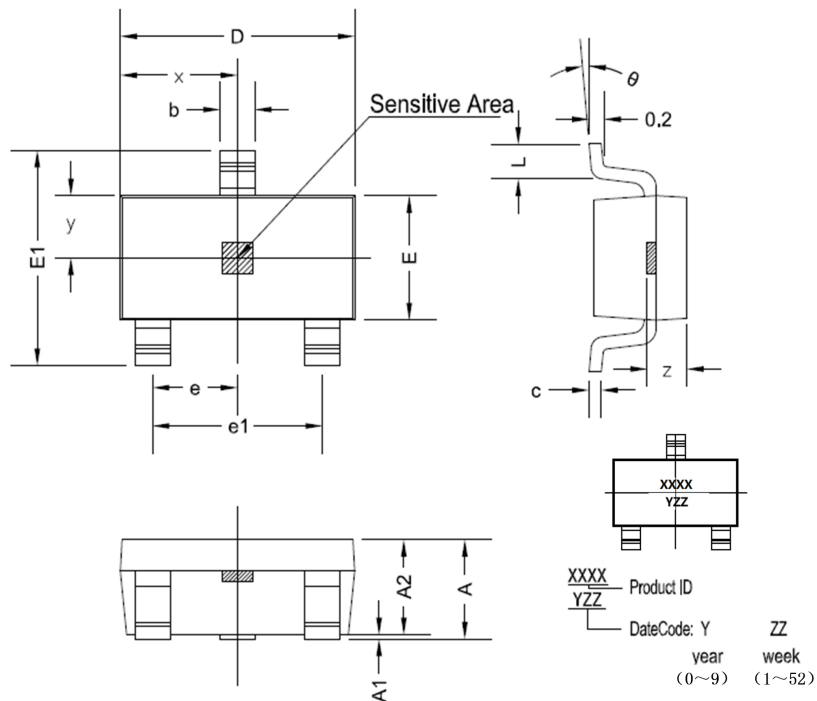 D
x
b
Sensitive Area
y
E1
E
e
e1
θ
0,2
L
c
z
A2
A
A1
XXXX
YZZ
XXXX
YZZ
Product ID
DateCode: Y ZZ
year week
(0～9) (1～52)